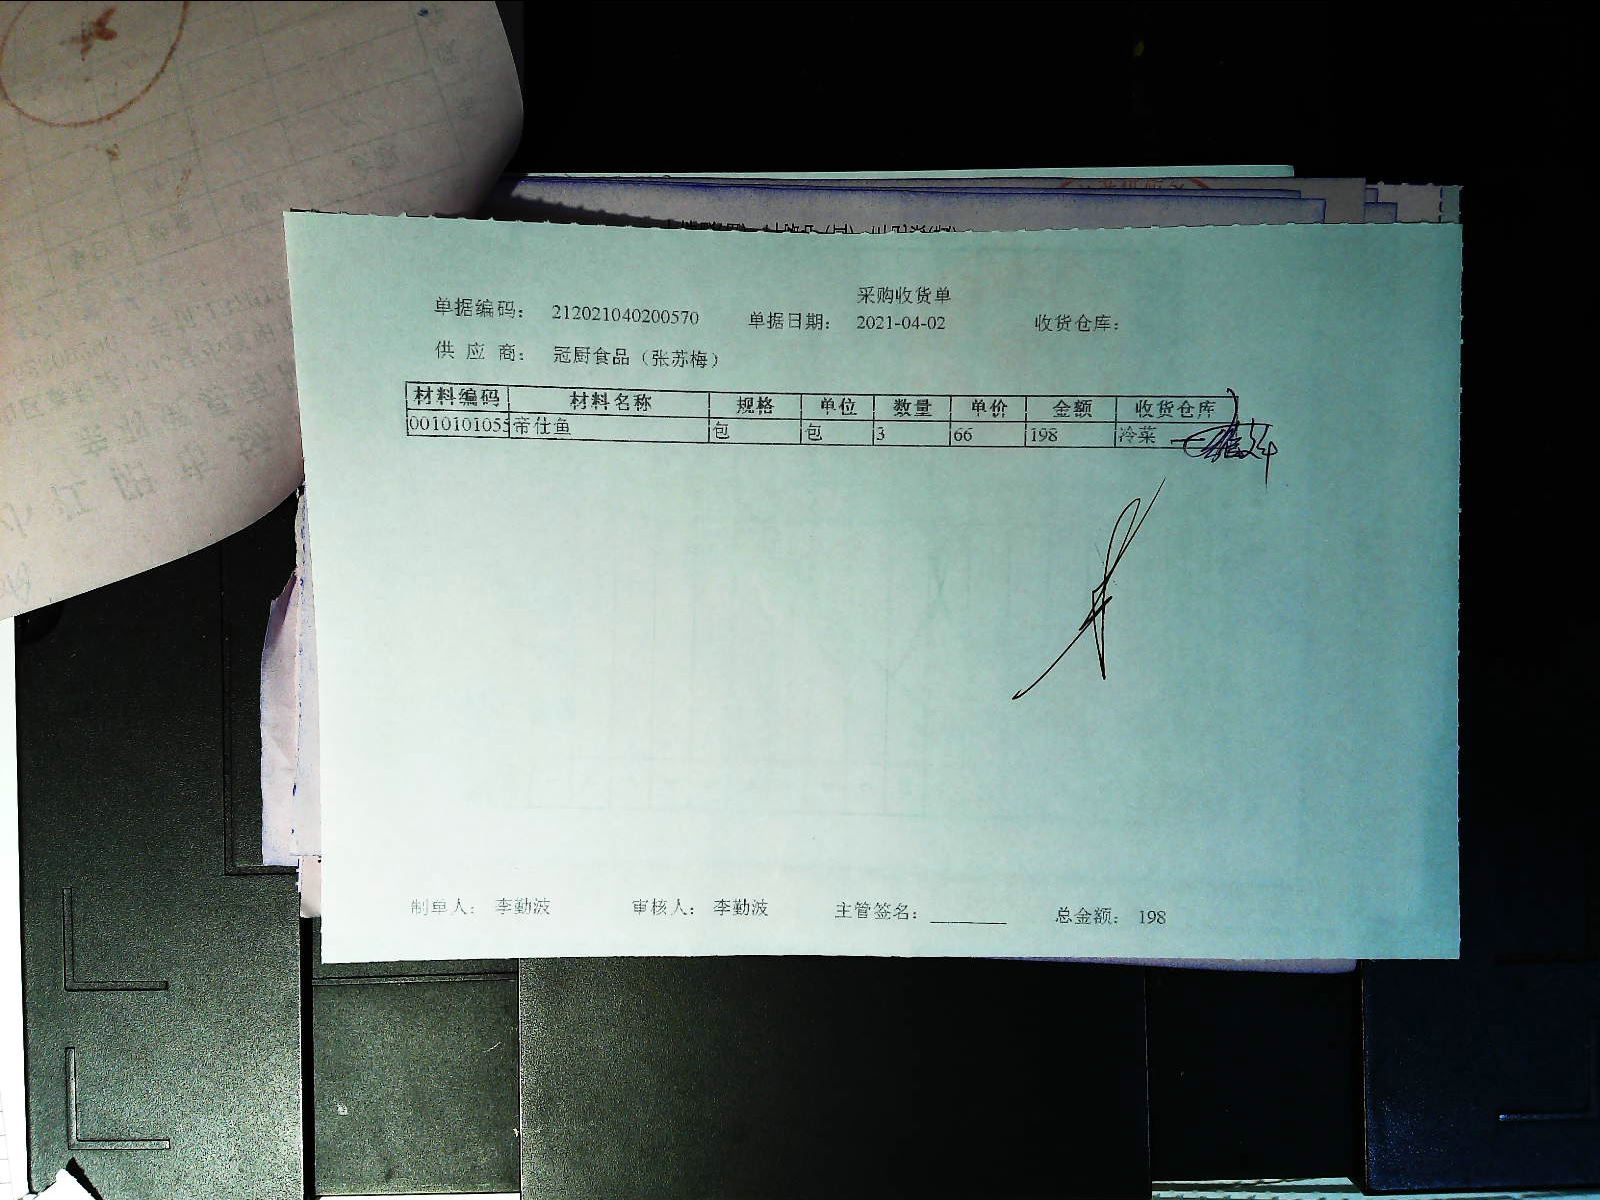 采购收货单
单据编码： 212021040200570 单据日期： 2021-04-02 收货仓库：
供 应 商： 冠厨食品（张苏梅）
材料编码 材料名称 规格 单位 数量 单价 金额 收货仓库
0010101055 帝仕鱼 包 包 3 66 198 冷菜
制单人： 李勤波 审核人： 李勤波 主管签名： 总金额： 198